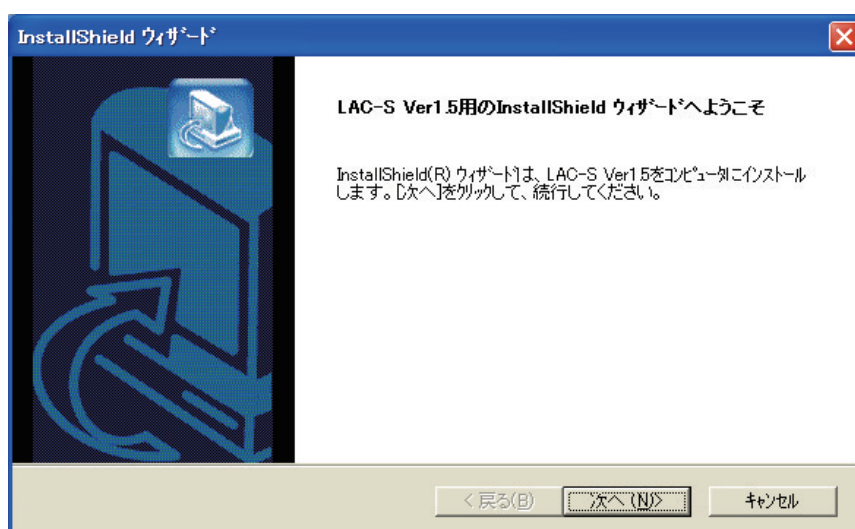 InstallShield ウィザード
LAC-S Ver1.5用のInstallShield ウィザードへようこそ
InstallShield(R) ウィザードは、LAC-S Ver1.5をコンピュータにインストール
します。[次へ]をクリックして、続行してください。
< 戻る(B)
次へ (N)>
キャンセル